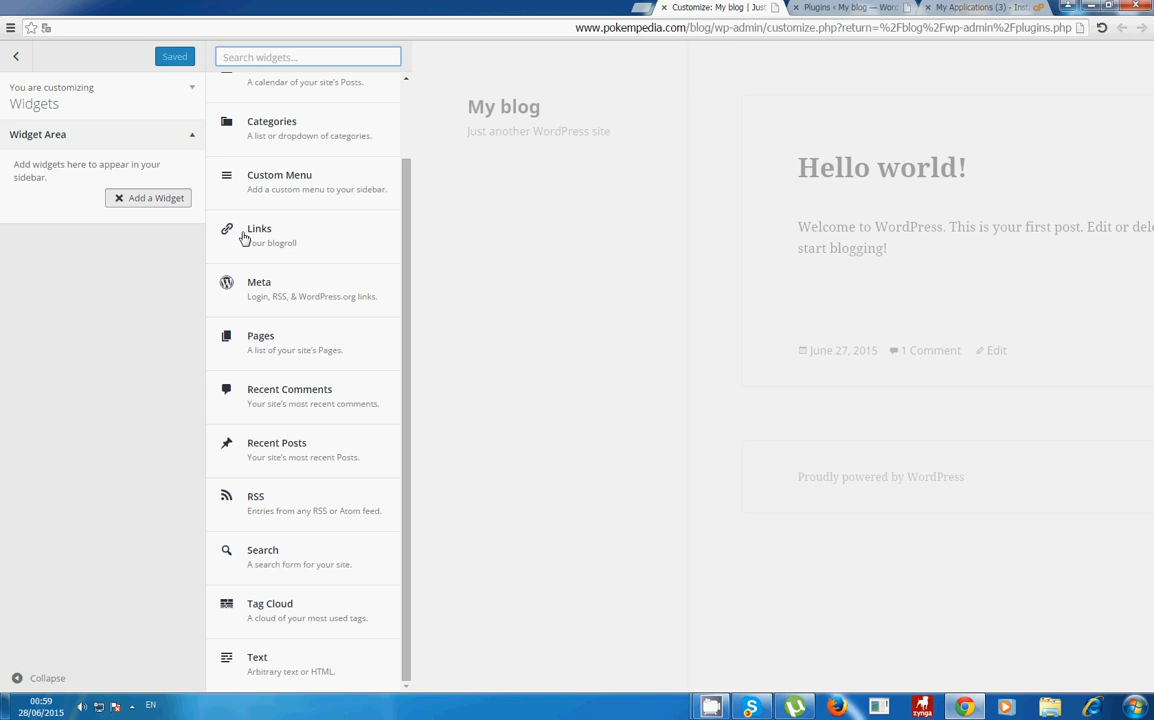 Customize: My blog | Just
Plugins ‹ My blog — Word
My Applications (3) - Inst
www.pokempedia.com/blog/wp-admin/customize.php?return=%2Fblog%2Fwp-admin%2Fplugins.php
Saved
Search widgets...
You are customizing
Widgets
Widget Area
Add widgets here to appear in your
sidebar.
Add a Widget
A calendar of your site's Posts.
Categories
A list or dropdown of categories.
Custom Menu
Add a custom menu to your sidebar.
Links
our blogroll
Meta
Login, RSS, & WordPress.org links.
Pages
A list of your site's Pages.
Recent Comments
Your site's most recent comments.
Recent Posts
Your site's most recent Posts.
RSS
Entries from any RSS or Atom feed.
Search
A search form for your site.
Tag Cloud
A cloud of your most used tags.
Text
Arbitrary text or HTML.
My blog
Just another WordPress site
Hello world!
Welcome to WordPress. This is your first post. Edit or dele
start blogging!
June 27, 2015 1 Comment Edit
Proudly powered by WordPress
Collapse
00:59
28/06/2015
EN
zynga